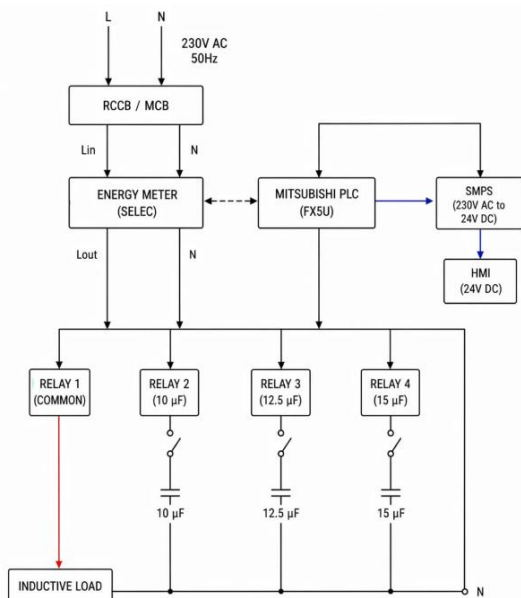 L N
230V AC
50Hz
RCCB / MCB
Lin N
ENERGY METER
(SELEC)
MITSUBISHI PLC
(FX5U)
SMPS
(230V AC to
24V DC)
Lout N
HMI
(24V DC)
RELAY 1
(COMMON)
RELAY 2
(10 µF)
RELAY 3
(12.5 µF)
RELAY 4
(15 µF)
10 µF
12.5 µF
15 µF
INDUCTIVE LOAD
N